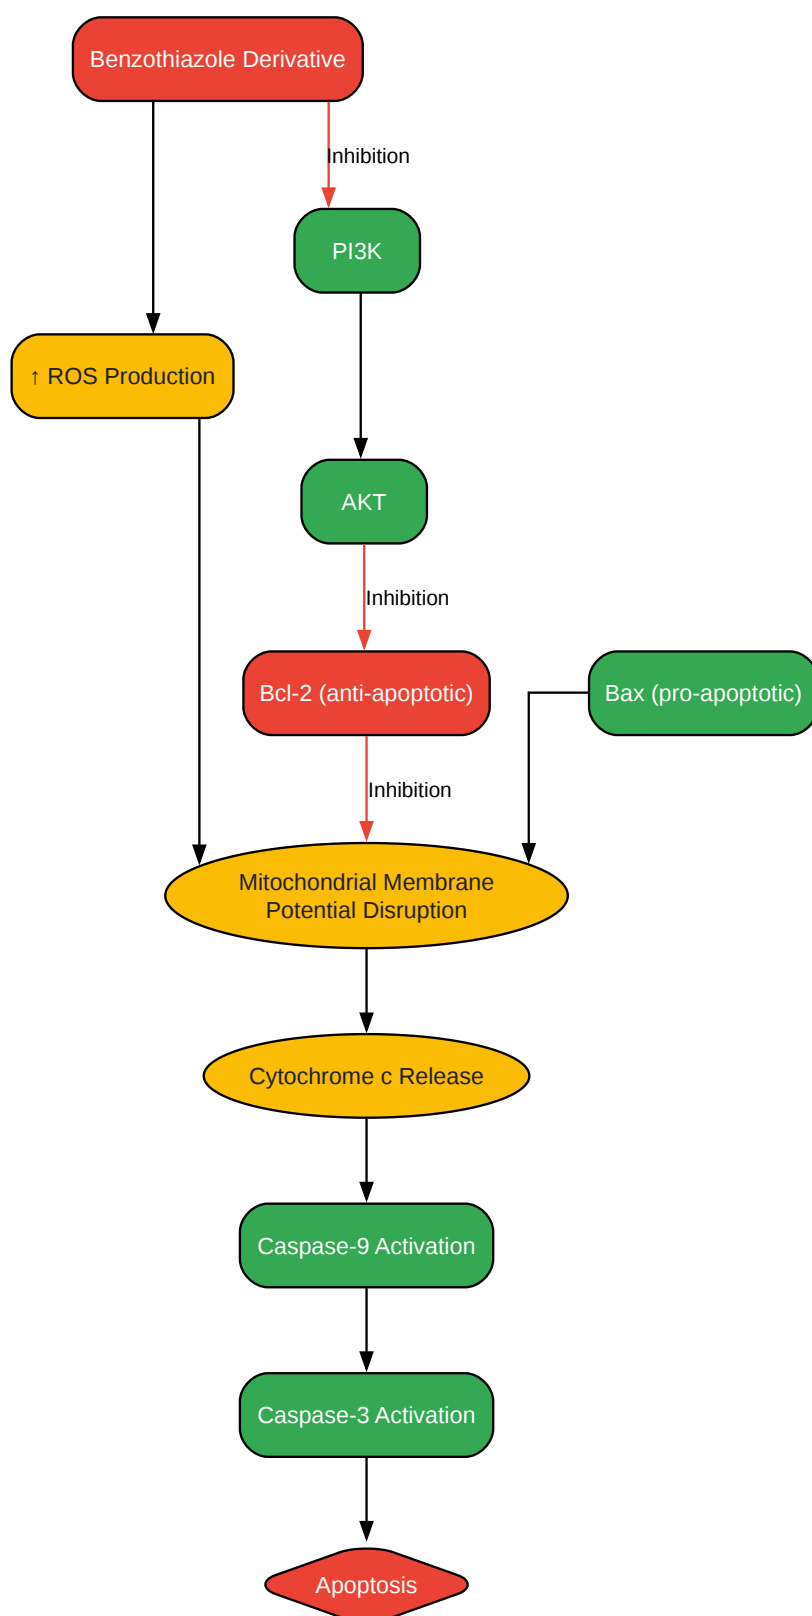 Benzothiazole Derivative
Inhibition
PI3K
↑ ROS Production
AKT
Inhibition
Bcl-2 (anti-apoptotic)
Bax (pro-apoptotic)
Inhibition
Mitochondrial Membrane
Potential Disruption
Cytochrome c Release
Caspase-9 Activation
Caspase-3 Activation
Apoptosis